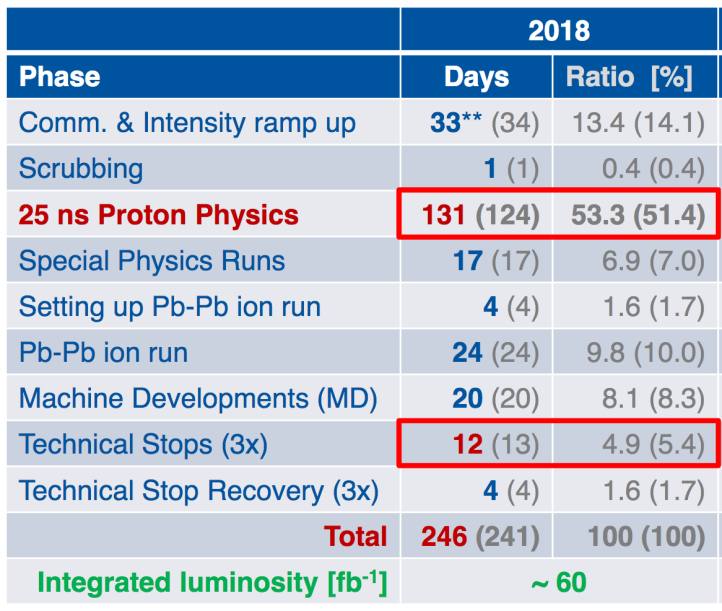 2018
Phase Days Ratio [%]
Comm. & Intensity ramp up 33** (34) 13.4 (14.1)
Scrubbing 1 (1) 0.4 (0.4)
25 ns Proton Physics 131 (124) 53.3 (51.4)
Special Physics Runs 17 (17) 6.9 (7.0)
Setting up Pb-Pb ion run 4 (4) 1.6 (1.7)
Pb-Pb ion run 24 (24) 9.8 (10.0)
Machine Developments (MD) 20 (20) 8.1 (8.3)
Technical Stops (3x) 12 (13) 4.9 (5.4)
Technical Stop Recovery (3x) 4 (4) 1.6 (1.7)
Total 246 (241) 100 (100)
Integrated luminosity [fb⁻¹] ~ 60